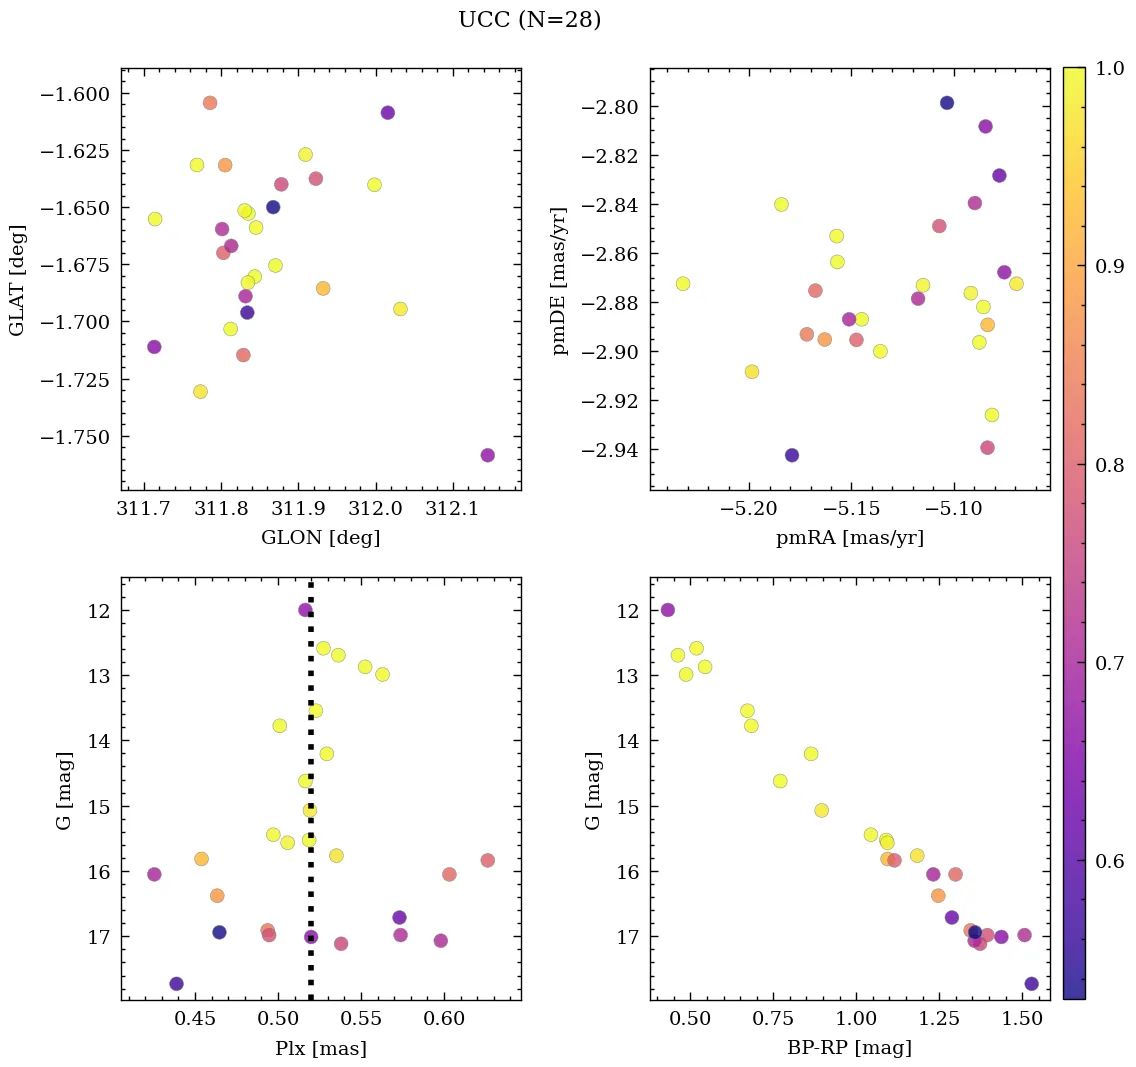 UCC (N=28)
−1.600
−1.625
−1.650
−1.675
−1.700
−1.725
−1.750
GLAT [deg]
311.7 311.8 311.9 312.0 312.1
GLON [deg]
−2.80
−2.82
−2.84
−2.86
−2.88
−2.90
−2.92
−2.94
pmDE [mas/yr]
−5.20 −5.15 −5.10
pmRA [mas/yr]
12
13
14
15
16
17
G [mag]
0.45 0.50 0.55 0.60
Plx [mas]
12
13
14
15
16
17
G [mag]
0.50 0.75 1.00 1.25 1.50
BP-RP [mag]
1.0
0.9
0.8
0.7
0.6